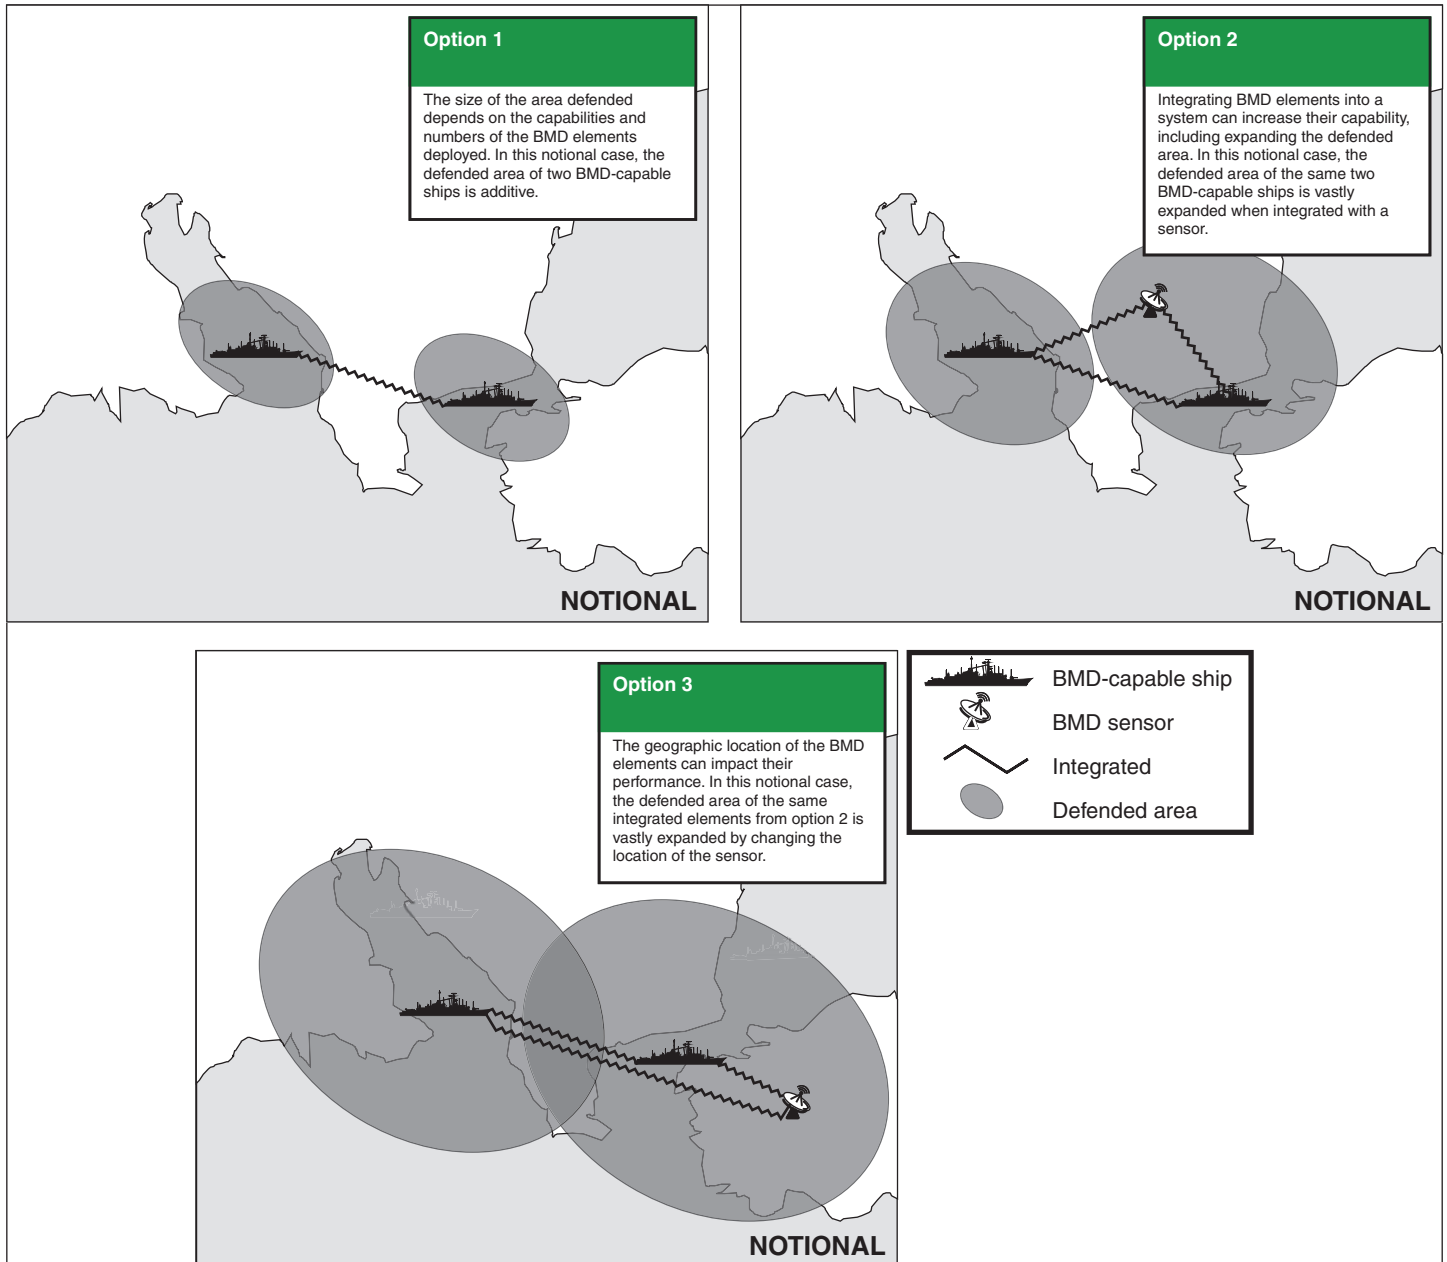 Option 1
The size of the area defended
depends on the capabilities and
numbers of the BMD elements
deployed. In this notional case, the
defended area of two BMD-capable
ships is additive.
NOTIONAL
Option 2
Integrating BMD elements into a
system can increase their capability,
including expanding the defended
area. In this notional case, the
defended area of the same two
BMD-capable ships is vastly
expanded when integrated with a
sensor.
NOTIONAL
Option 3
The geographic location of the BMD
elements can impact their
performance. In this notional case,
the defended area of the same
integrated elements from option 2 is
vastly expanded by changing the
location of the sensor.
NOTIONAL
BMD-capable ship
BMD sensor
Integrated
Defended area